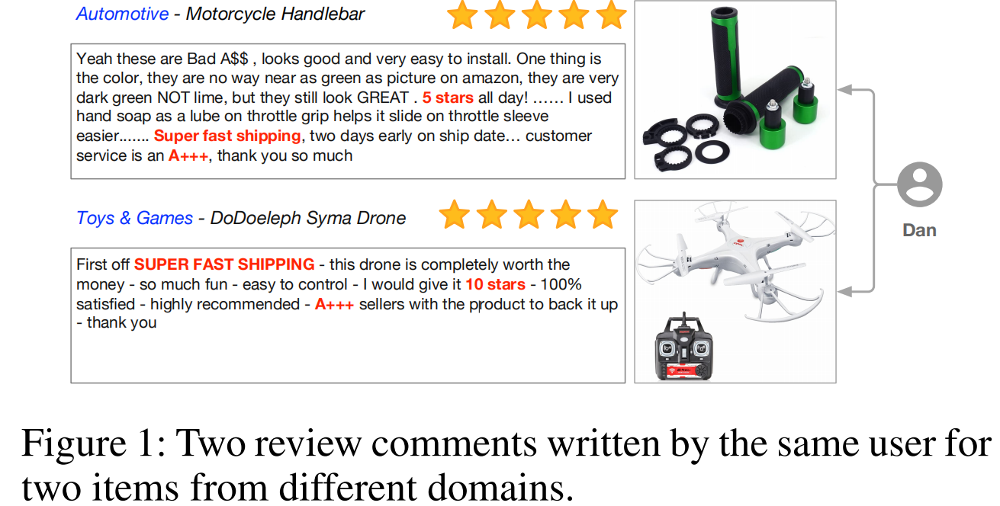 Automotive - Motorcycle Handlebar
Yeah these are Bad A$$ , looks good and very easy to install. One thing is
the color, they are no way near as green as picture on amazon, they are very
dark green NOT lime, but they still look GREAT . 5 stars all day! …... I used
hand soap as a lube on throttle grip helps it slide on throttle sleeve
easier....... Super fast shipping, two days early on ship date… customer
service is an A+++, thank you so much
Toys & Games - DoDoeleph Syma Drone
First off SUPER FAST SHIPPING - this drone is completely worth the
money - so much fun - easy to control - I would give it 10 stars - 100%
satisfied - highly recommended - A+++ sellers with the product to back it up
- thank you
Dan
Figure 1: Two review comments written by the same user for
two items from different domains.